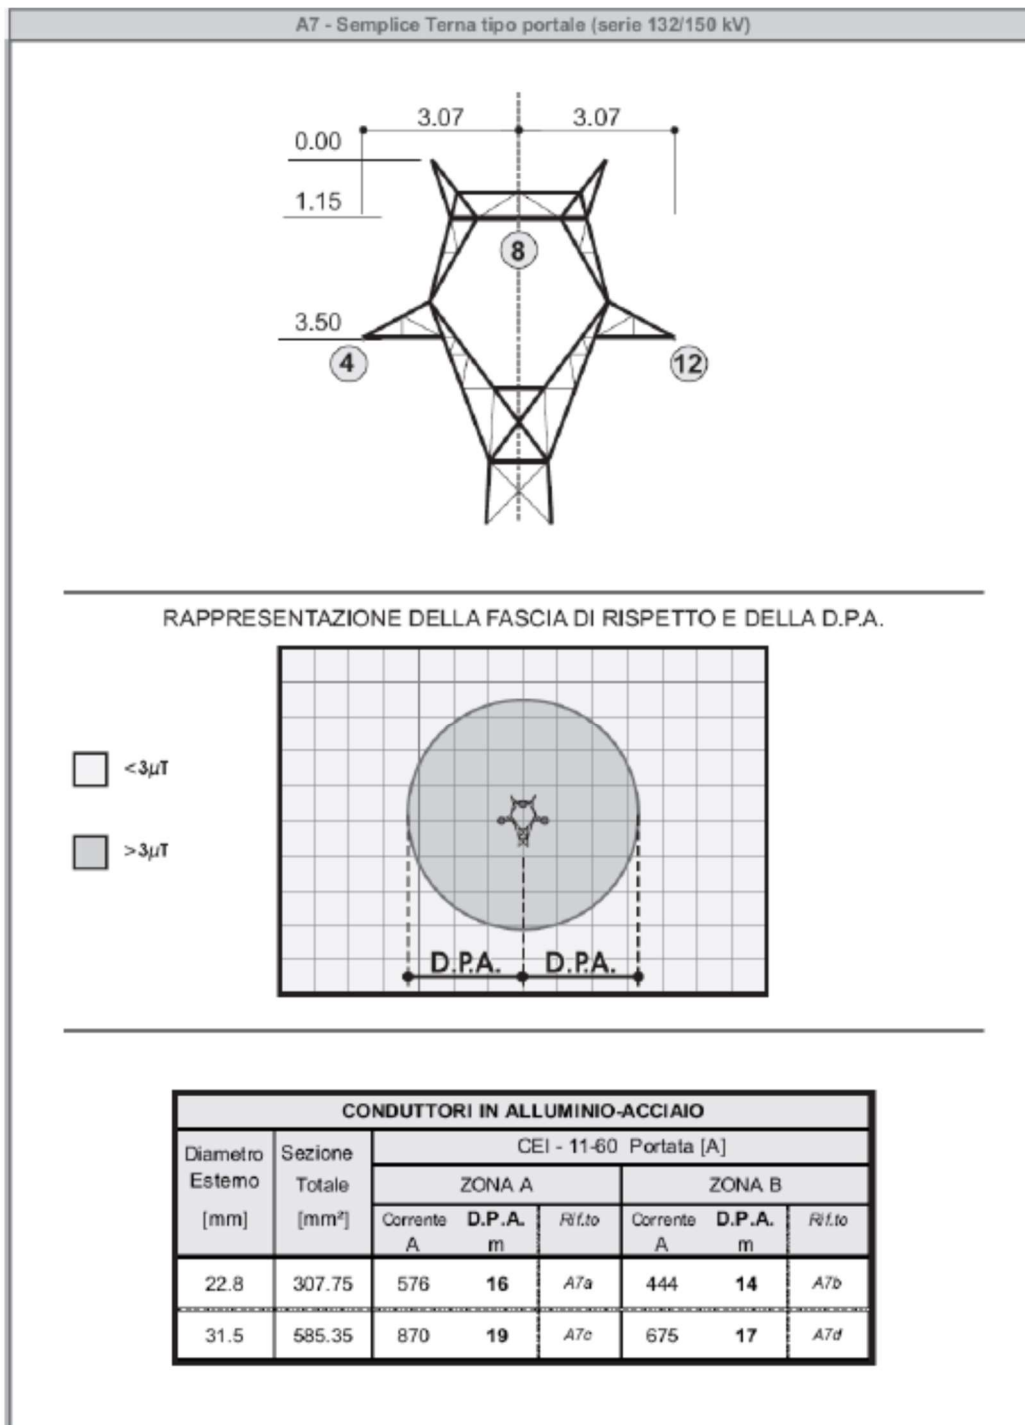 A7 - Semplice Terna tipo portale (serie 132/150 kV)
3.07 3.07
0.00
1.15
8
3.50
4 12
RAPPRESENTAZIONE DELLA FASCIA DI RISPETTO E DELLA D.P.A.
<3μT
>3μT
D.P.A. D.P.A.
CONDUTTORI IN ALLUMINIO-ACCIAIO
Diametro Esterno [mm] Sezione Totale [mm²] CEI - 11-60 Portata [A]
ZONA A ZONA B
Corrente A D.P.A. m Rif.to Corrente A D.P.A. m Rif.to
22.8 307.75 576 16 A7a 444 14 A7b
31.5 585.35 870 19 A7c 675 17 A7d